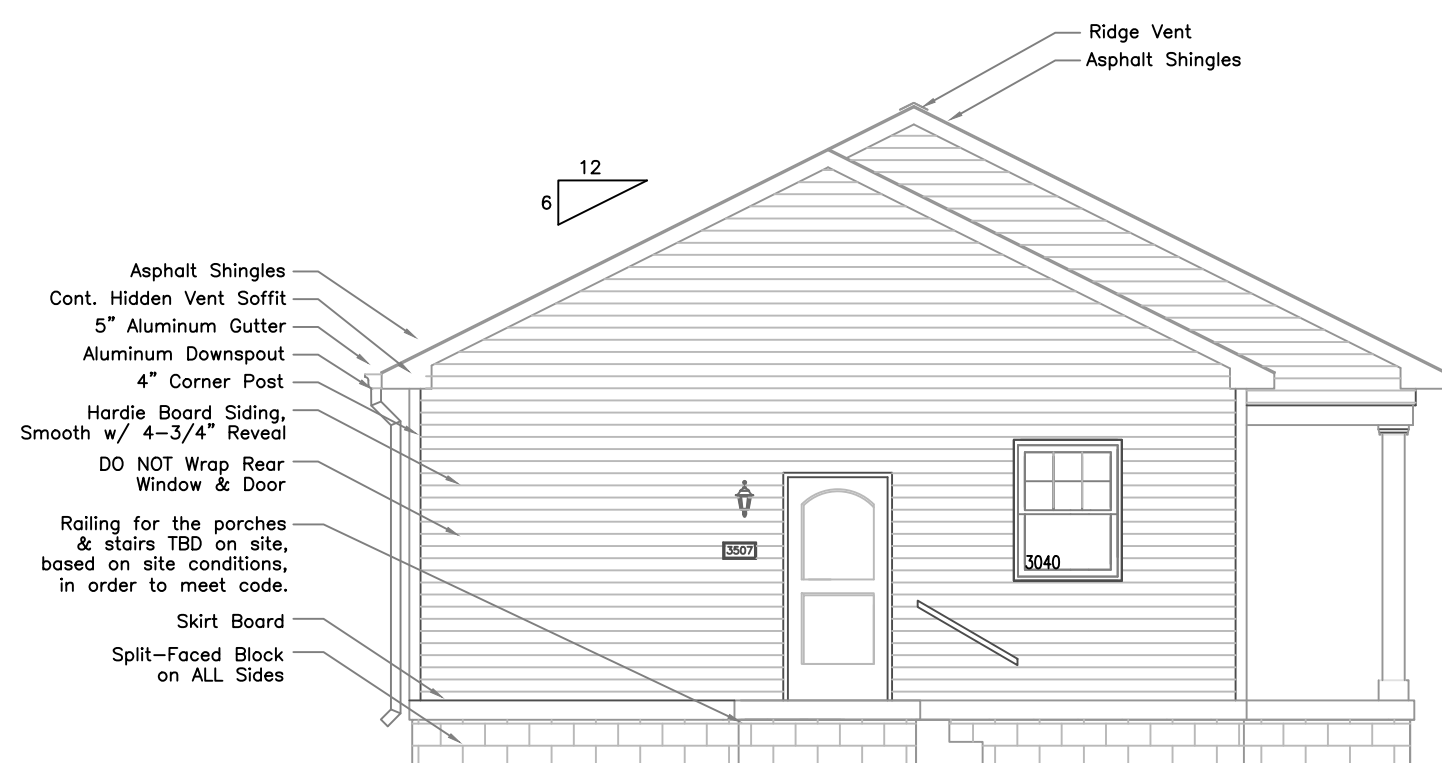 Ridge Vent
Asphalt Shingles
12
6
Asphalt Shingles
Cont. Hidden Vent Soffit
5” Aluminum Gutter
Aluminum Downspout
4” Corner Post
Hardie Board Siding,
Smooth w/ 4-3/4” Reveal
DO NOT Wrap Rear
Window & Door
Railing for the porches
& stairs TBD on site,
based on site conditions,
in order to meet code.
Skirt Board
Split-Faced Block
on ALL Sides
3507
3040